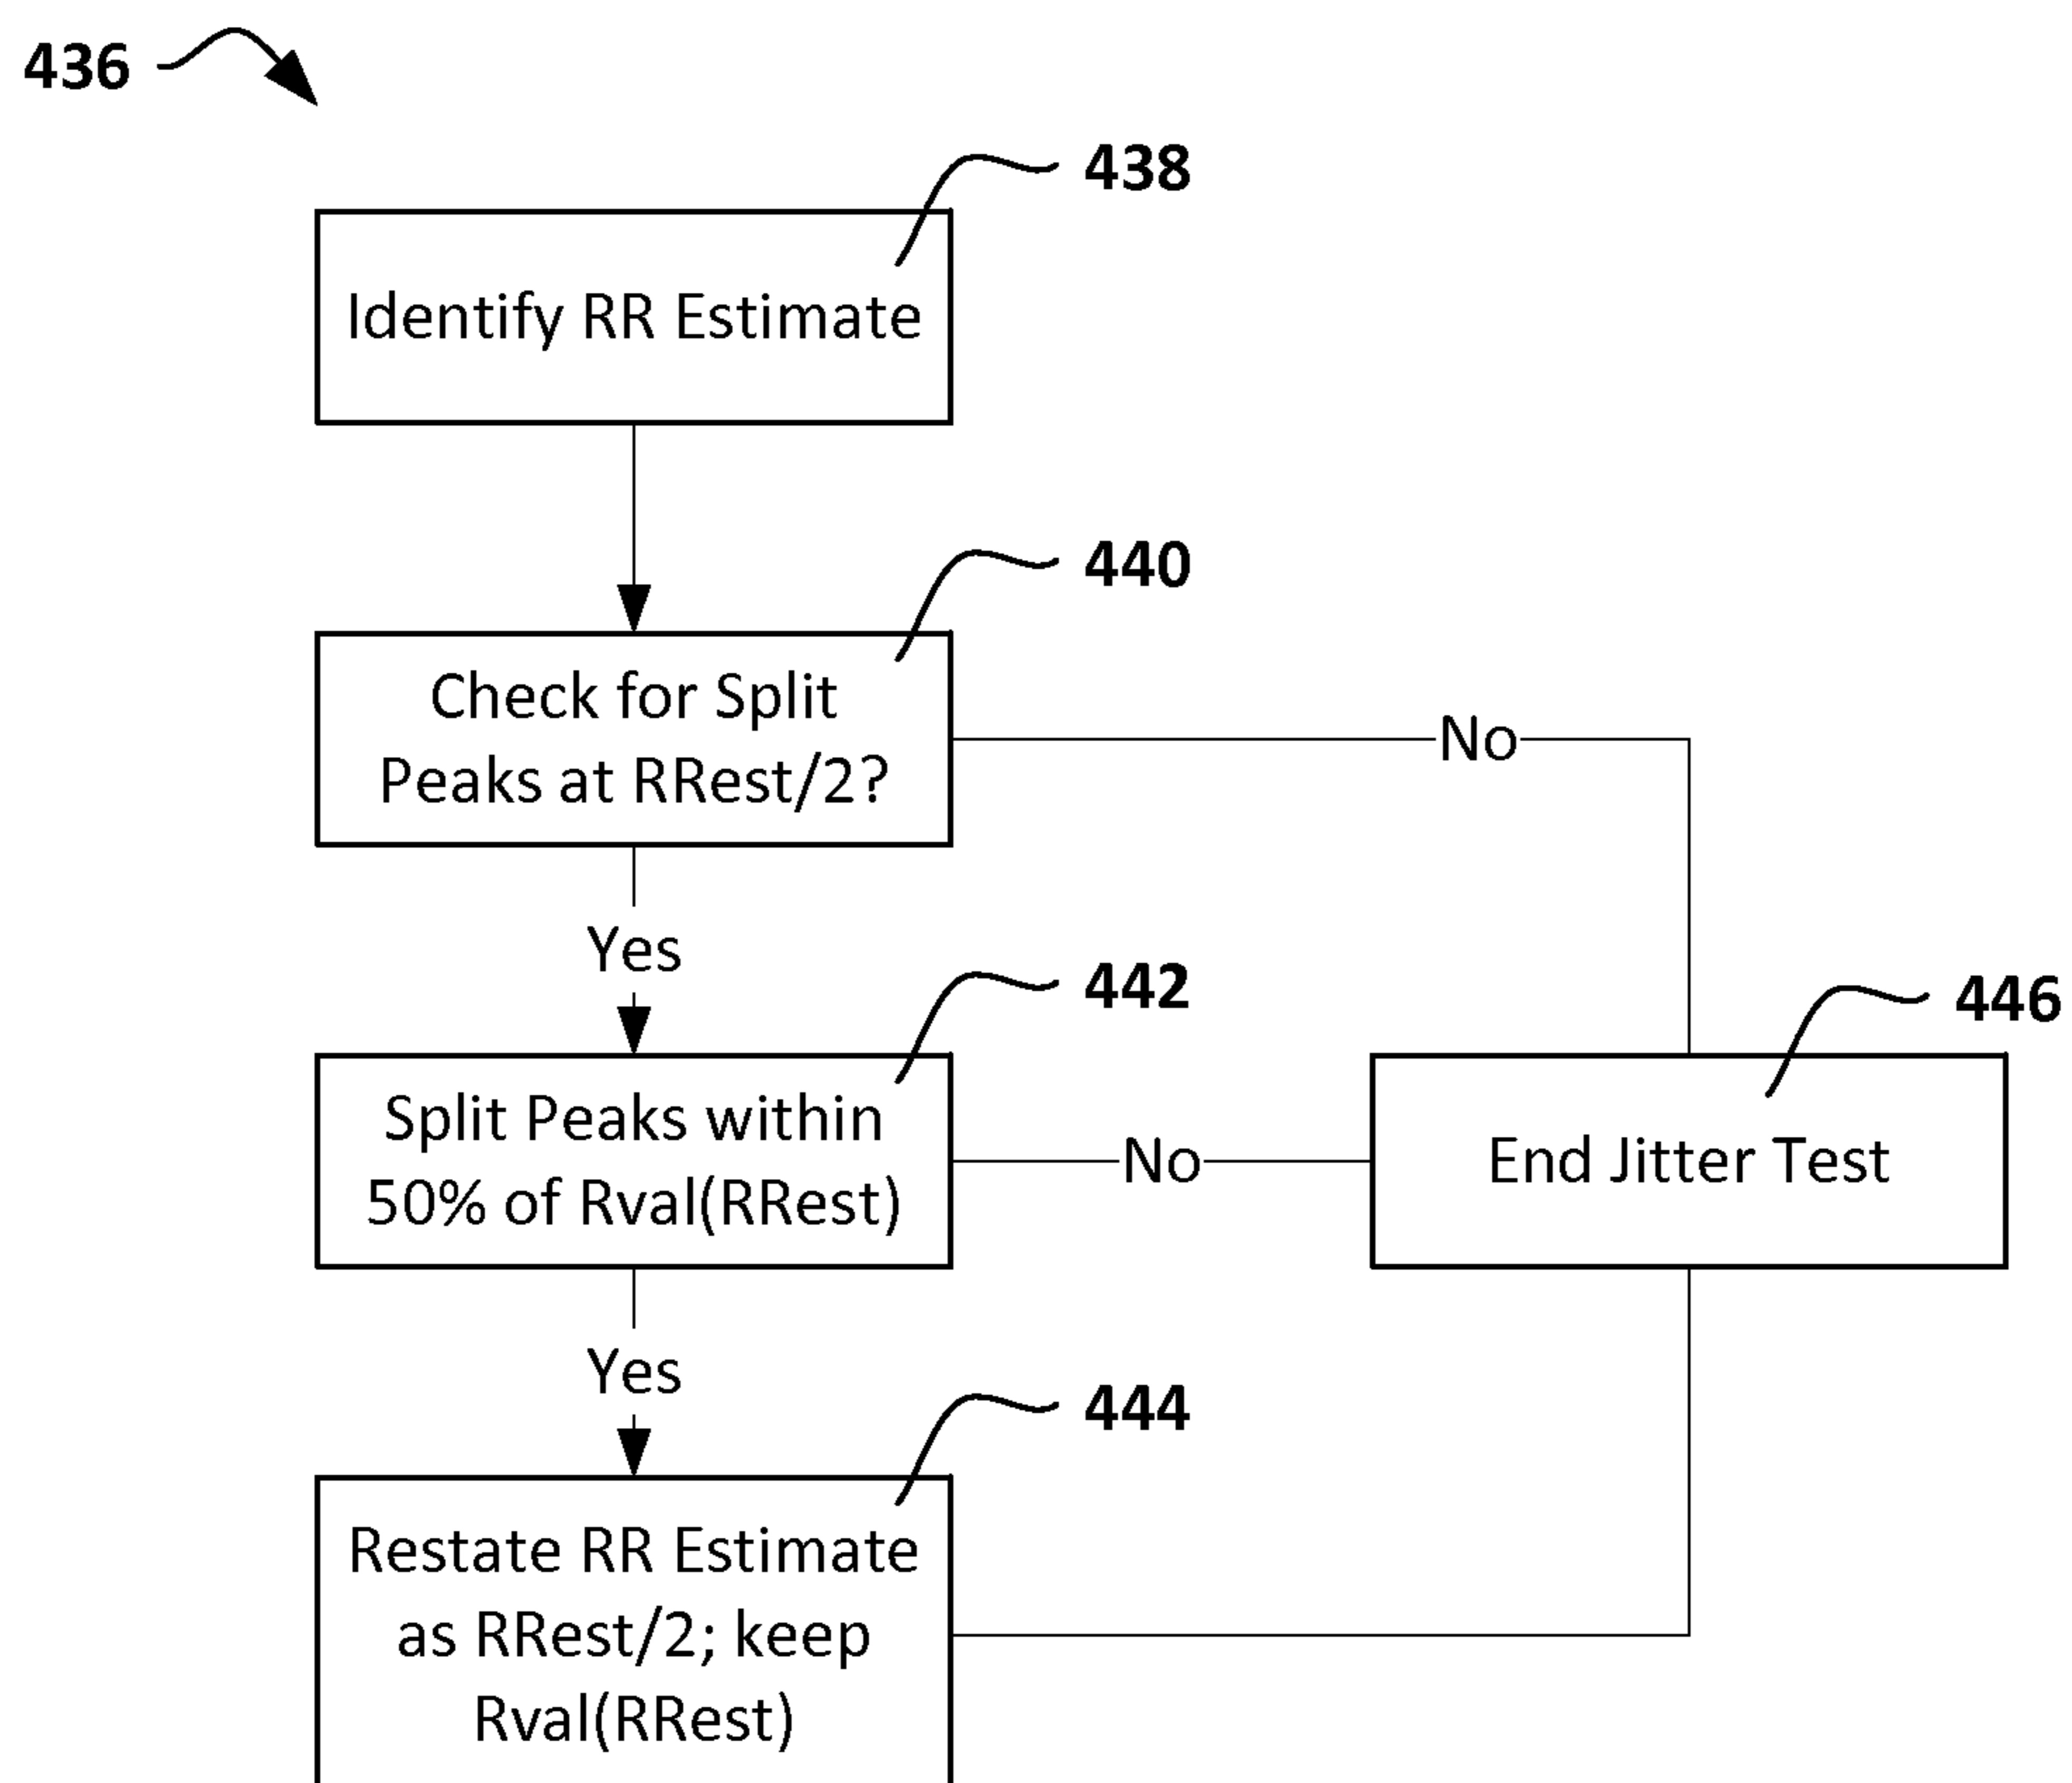 436
438
Identify RR Estimate
440
Check for Split
Peaks at RRest/2?
No
Yes
442
446
Split Peaks within
50% of Rval(RRest)
No
End Jitter Test
Yes
444
Restate RR Estimate
as RRest/2; keep
Rval(RRest)